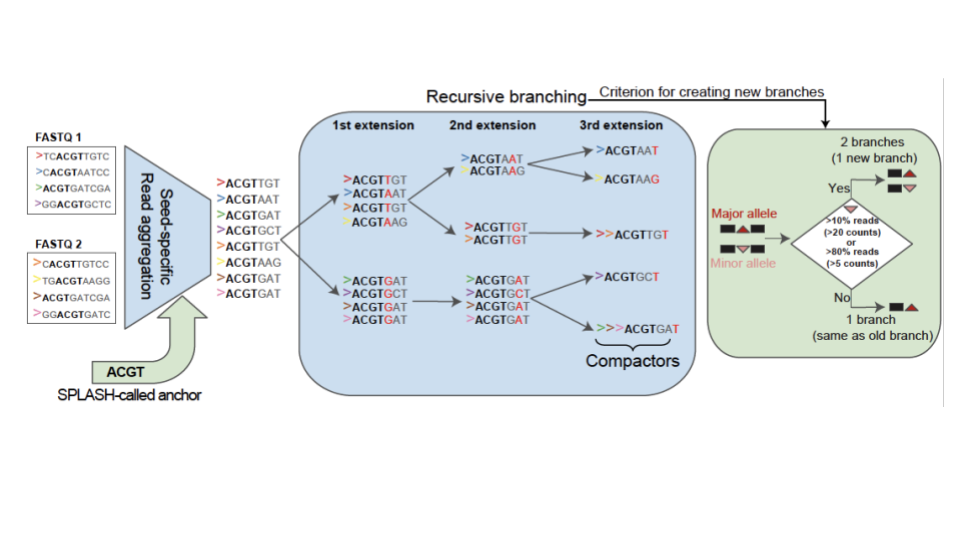 Recursive branching
Criterion for creating new branches
FASTQ 1
>TCACGTTGTC
>CACGTAATCC
>ACGTGATCGA
>GGACGTGCTC
FASTQ 2
>CACGTTGTCC
>TGACGTAAGG
>ACGTGATCGA
>GGACGTGATC
Seed-specific
Read aggregation
ACGT
SPLASH-called anchor
>ACGTTGT
>ACGTAAT
>ACGTGAT
>ACGTGCT
>ACGTTGT
>ACGTAAG
>ACGTGAT
>ACGTGAT
1st extension
>ACGTTGT
>ACGTAAT
>ACGTTGT
>ACGTAAG
>ACGTGAT
>ACGTGCT
>ACGTGAT
>ACGTGAT
2nd extension
>ACGTAAT
>ACGTAAG
>ACGTTGT
>ACGTTGT
>ACGTGAT
>ACGTGCT
>ACGTGAT
>ACGTGAT
3rd extension
>ACGTAAT
>ACGTAAG
>>ACGTTGT
>ACGTGCT
>>>ACGTGAT
Compactors
2 branches
(1 new branch)
Yes
Major allele
Minor allele
>10% reads
(>20 counts)
or
>80% reads
(>5 counts)
No
1 branch
(same as old branch)